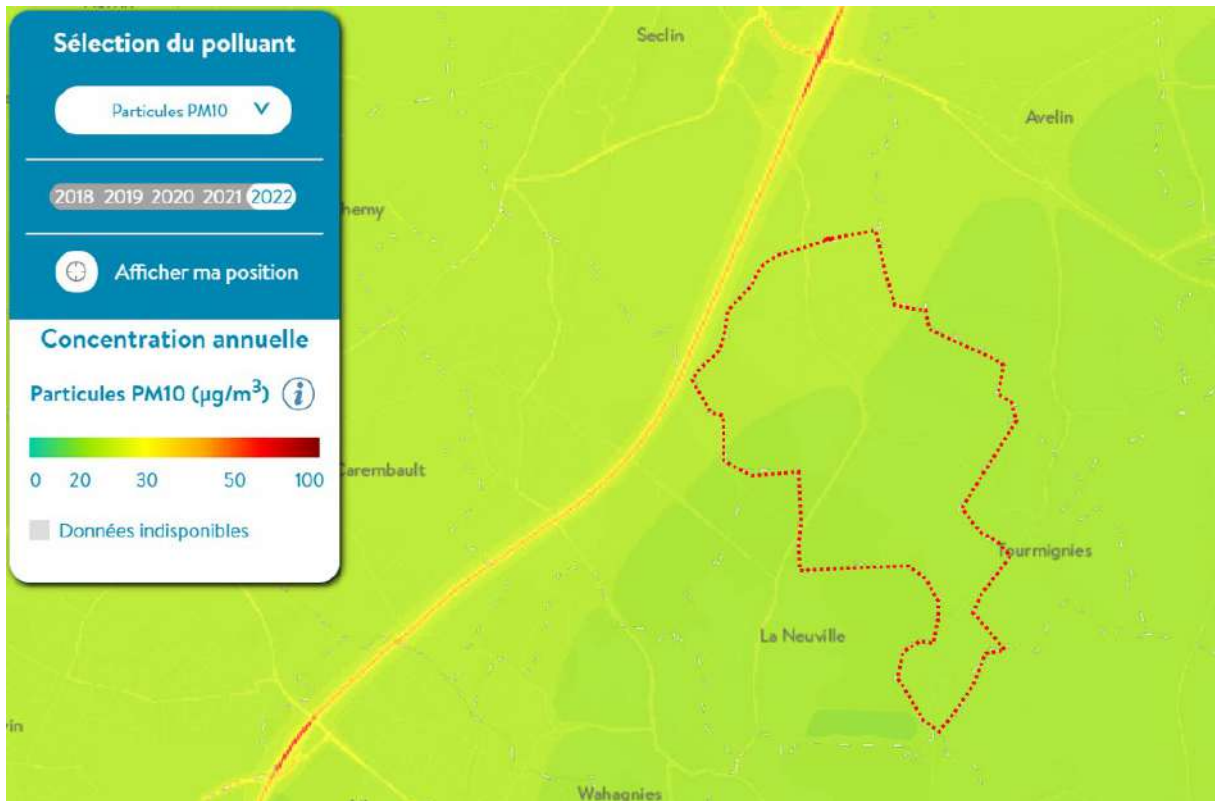 Sélection du polluant
Particules PM10
2018 2019 2020 2021 2022
Afficher ma position
Concentration annuelle
Particules PM10 (µg/m³) i
0 20 30 50 100
Données indisponibles
Seclin
Avelin
Carembault
Tourmignies
La Neuville
Wahagnies